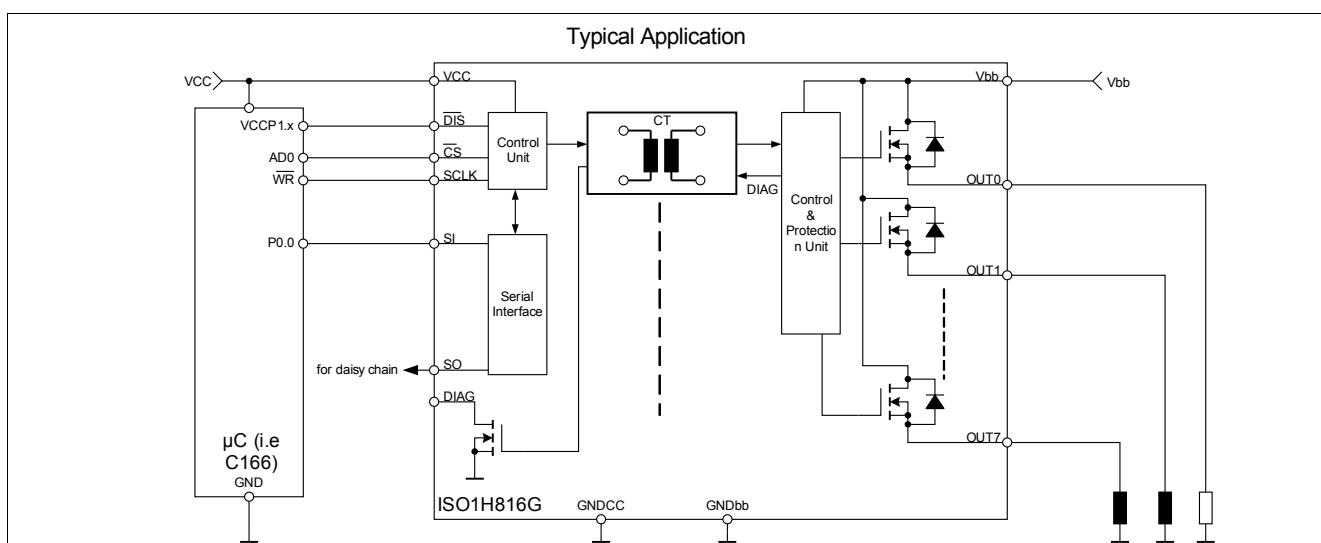 Typical Application
VCC
VCC
Vbb
Vbb
VCCP1.x
DIS
AD0
CS
WR
SCLK
Control
Unit
CT
DIAG
Control
&
Protectio
n Unit
OUT0
P0.0
SI
OUT1
Serial
Interface
for daisy chain
SO
DIAG
OUT7
µC (i.e
C166)
GND
ISO1H816G
GNDCC
GNDbb